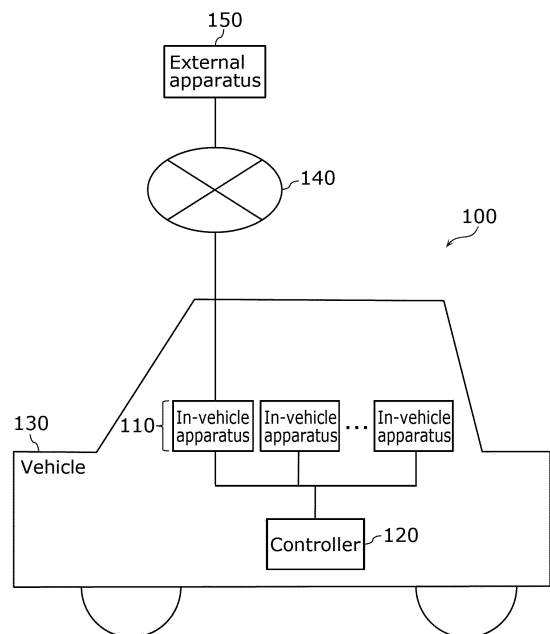 150
External
apparatus
140
100
110
In-vehicle
apparatus
In-vehicle
apparatus
...
In-vehicle
apparatus
130
Vehicle
Controller
120